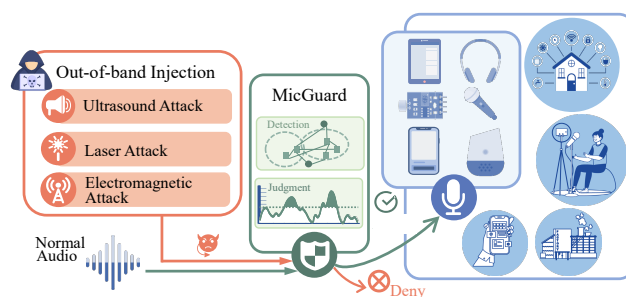 Out-of-band Injection
Ultrasound Attack
Laser Attack
Electromagnetic
Attack
Normal
Audio
MicGuard
Detection
Judgment
Deny